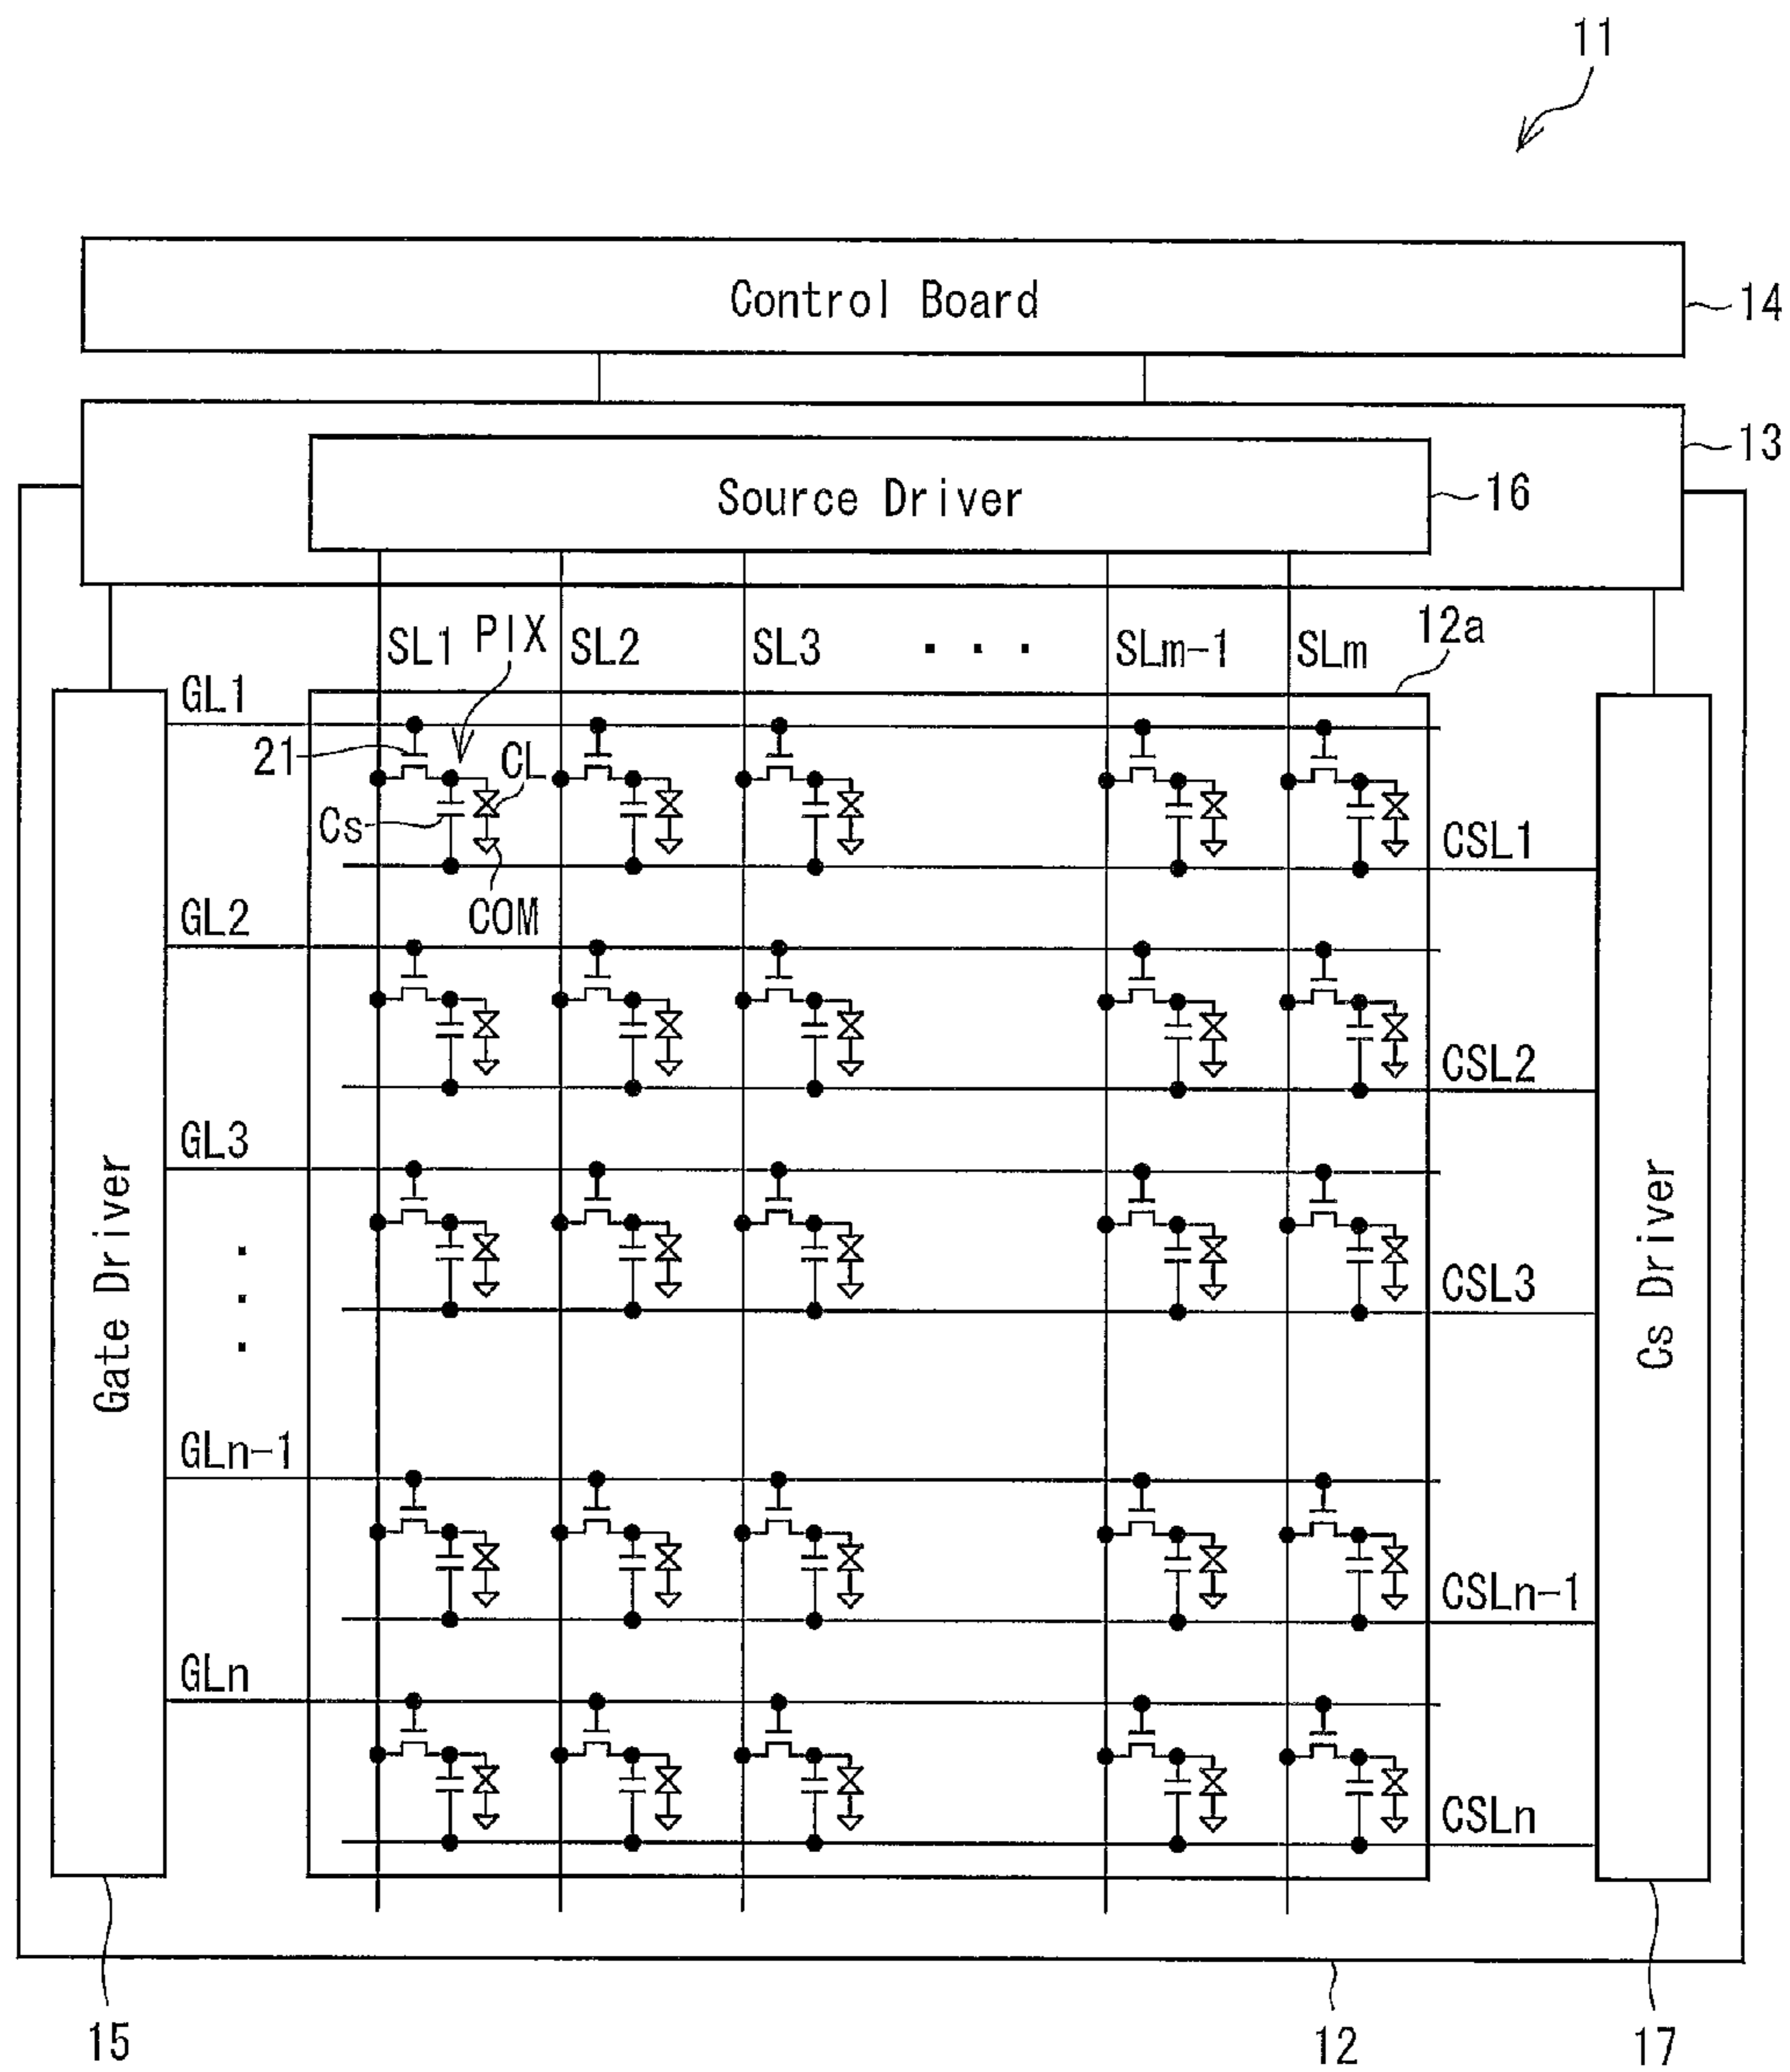 11
Control Board
14
13
Source Driver
16
SL1
PIX
SL2
SL3
. . .
SLm-1
SLm
12a
GL1
21
CL
Cs
CSL1
COM
GL2
CSL2
GL3
CSL3
Gate Driver
Cs Driver
. . .
GLn-1
CSLn-1
GLn
CSLn
15
12
17